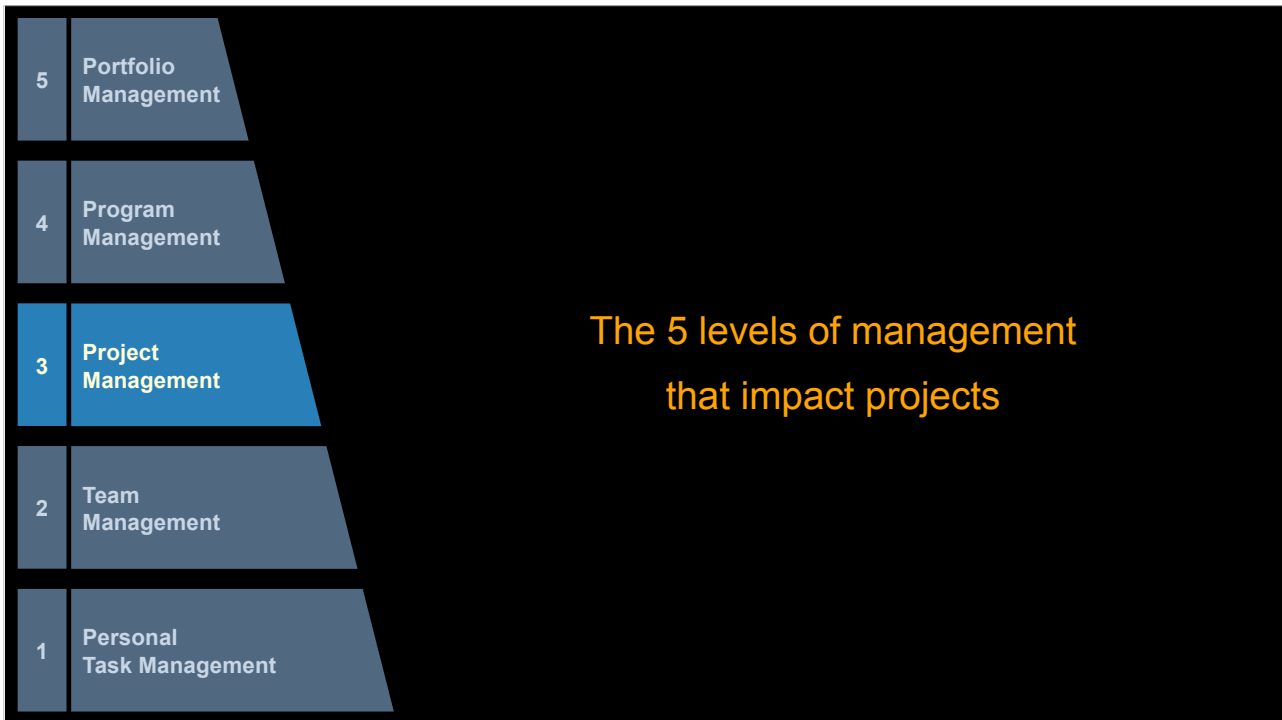 5
Portfolio
Management
4
Program
Management
3
Project
Management
2
Team
Management
1
Personal
Task Management
The 5 levels of management
that impact projects